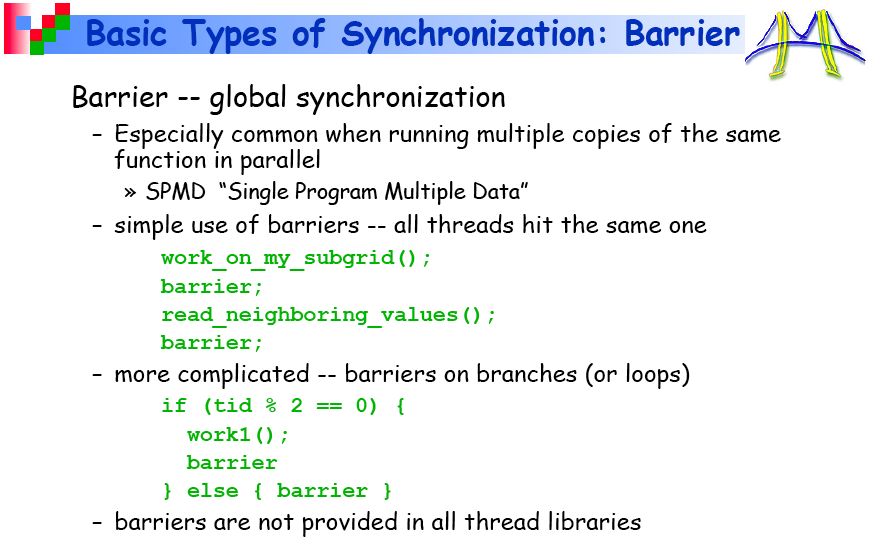 Basic Types of Synchronization: Barrier
Barrier -- global synchronization
– Especially common when running multiple copies of the same
function in parallel
» SPMD “Single Program Multiple Data”
– simple use of barriers -- all threads hit the same one
work_on_my_subgrid();
barrier;
read_neighboring_values();
barrier;
– more complicated -- barriers on branches (or loops)
if (tid % 2 == 0) {
work1();
barrier
} else { barrier }
– barriers are not provided in all thread libraries